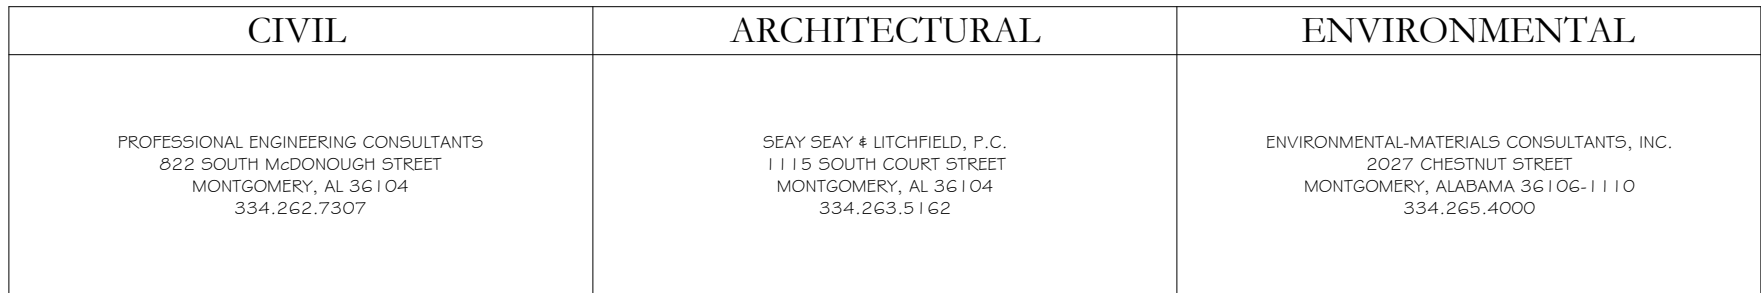 CIVIL
PROFESSIONAL ENGINEERING CONSULTANTS
822 SOUTH McDONOUGH STREET
MONTGOMERY, AL 36104
334.262.7307
ARCHITECTURAL
SEAY SEAY & LITCHFIELD, P.C.
1115 SOUTH COURT STREET
MONTGOMERY, AL 36104
334.263.5162
ENVIRONMENTAL
ENVIRONMENTAL-MATERIALS CONSULTANTS, INC.
2027 CHESTNUT STREET
MONTGOMERY, ALABAMA 36106-1110
334.265.4000